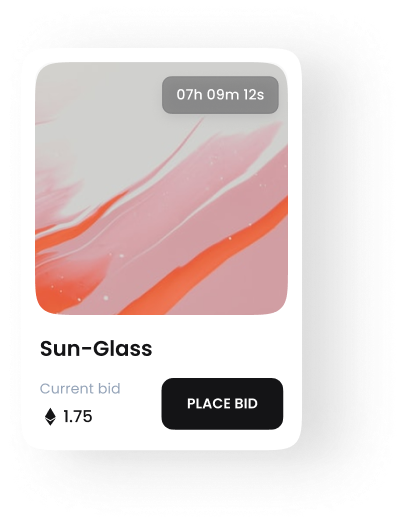 07h 09m 12s
Sun-Glass
Current bid
1.75
PLACE BID